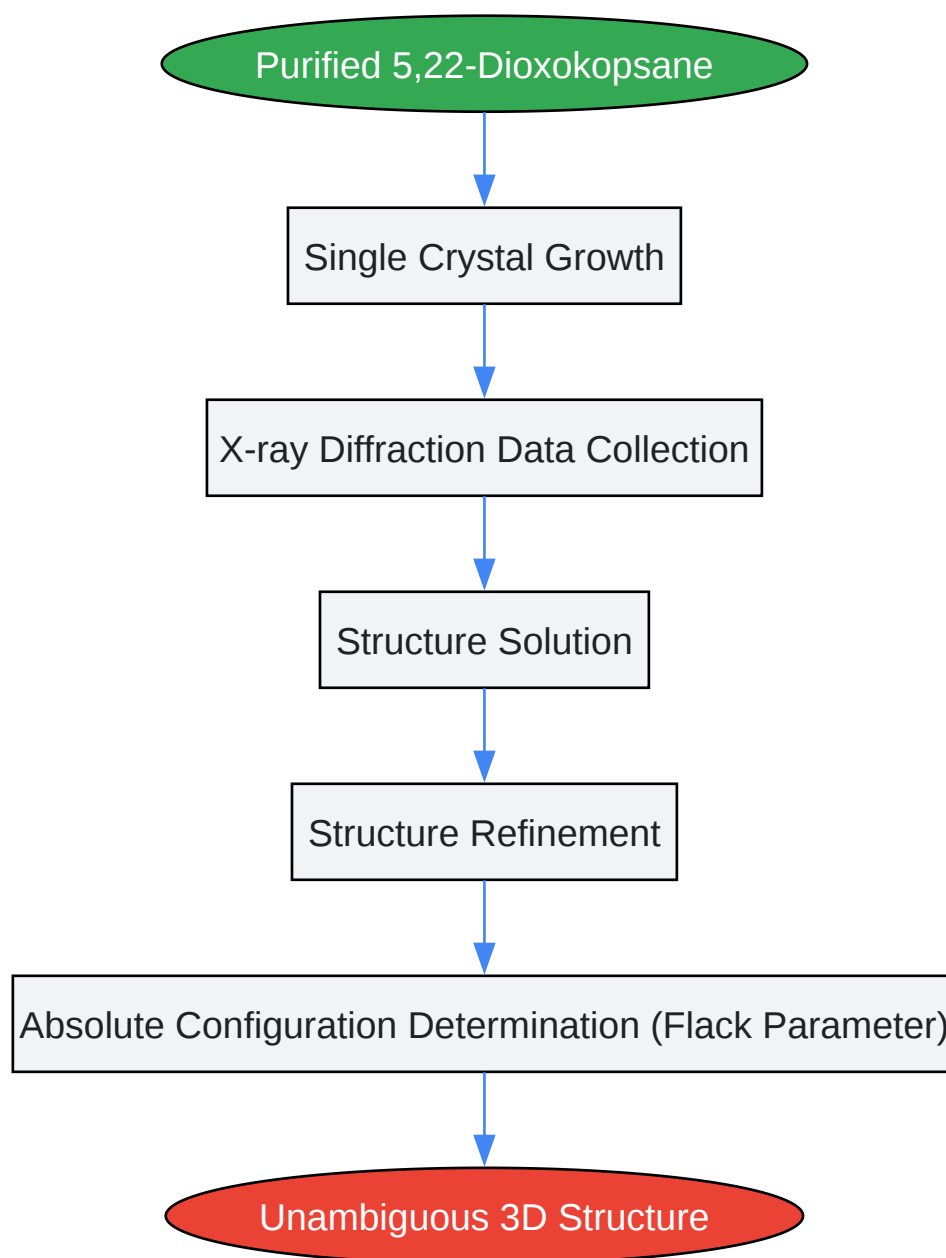 Purified 5,22-Dioxokopsane
Single Crystal Growth
X-ray Diffraction Data Collection
Structure Solution
Structure Refinement
Absolute Configuration Determination (Flack Parameter)
Unambiguous 3D Structure